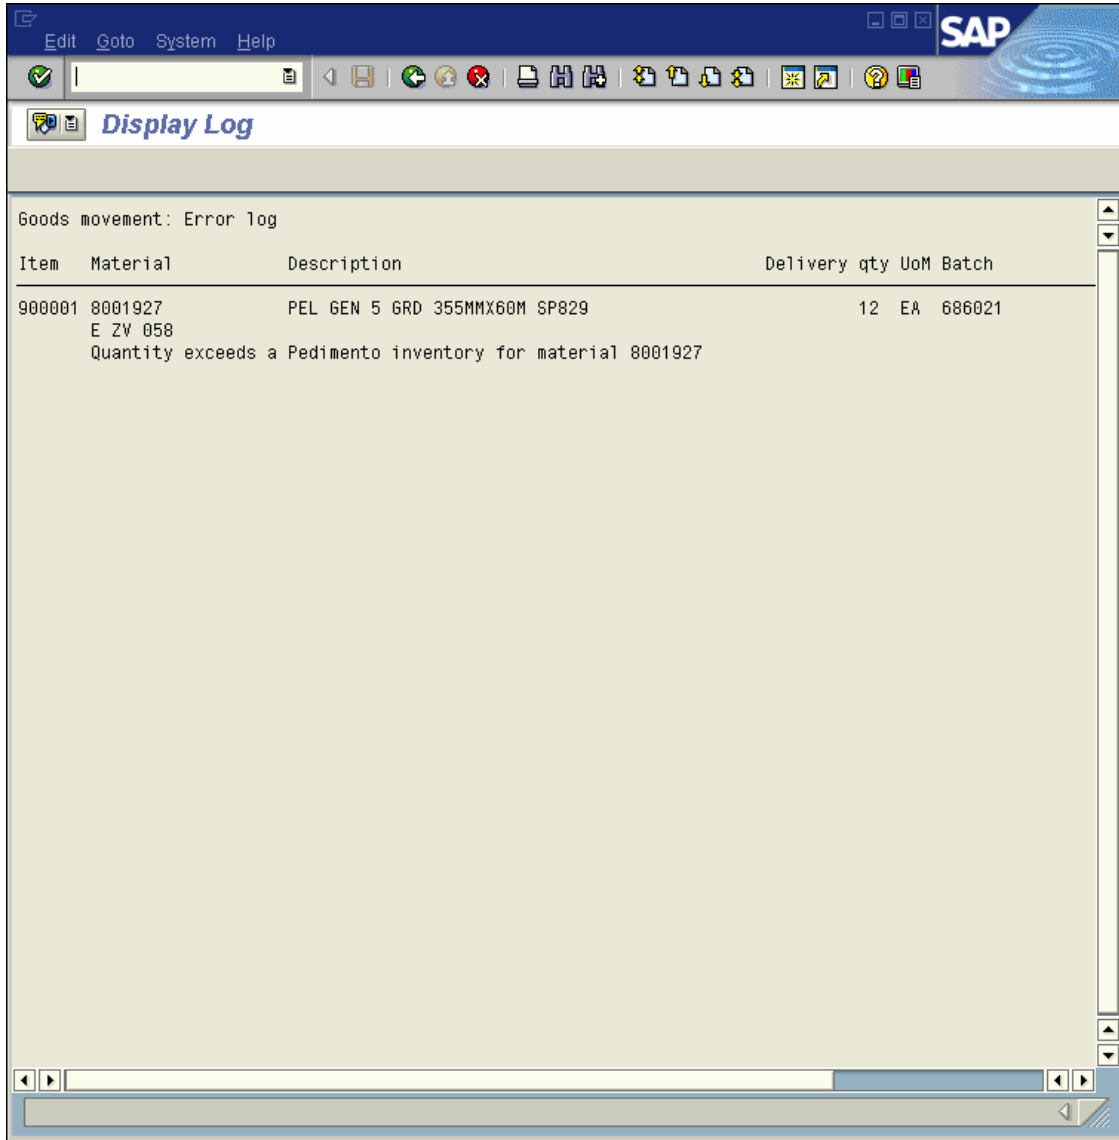 Edit Goto System Help
SAP
Display Log
Goods movement: Error log
Item Material Description Delivery qty UoM Batch
900001 8001927 PEL GEN 5 GRD 355MMX60M SP829 12 EA 686021
E ZV 058
Quantity exceeds a Pedimento inventory for material 8001927